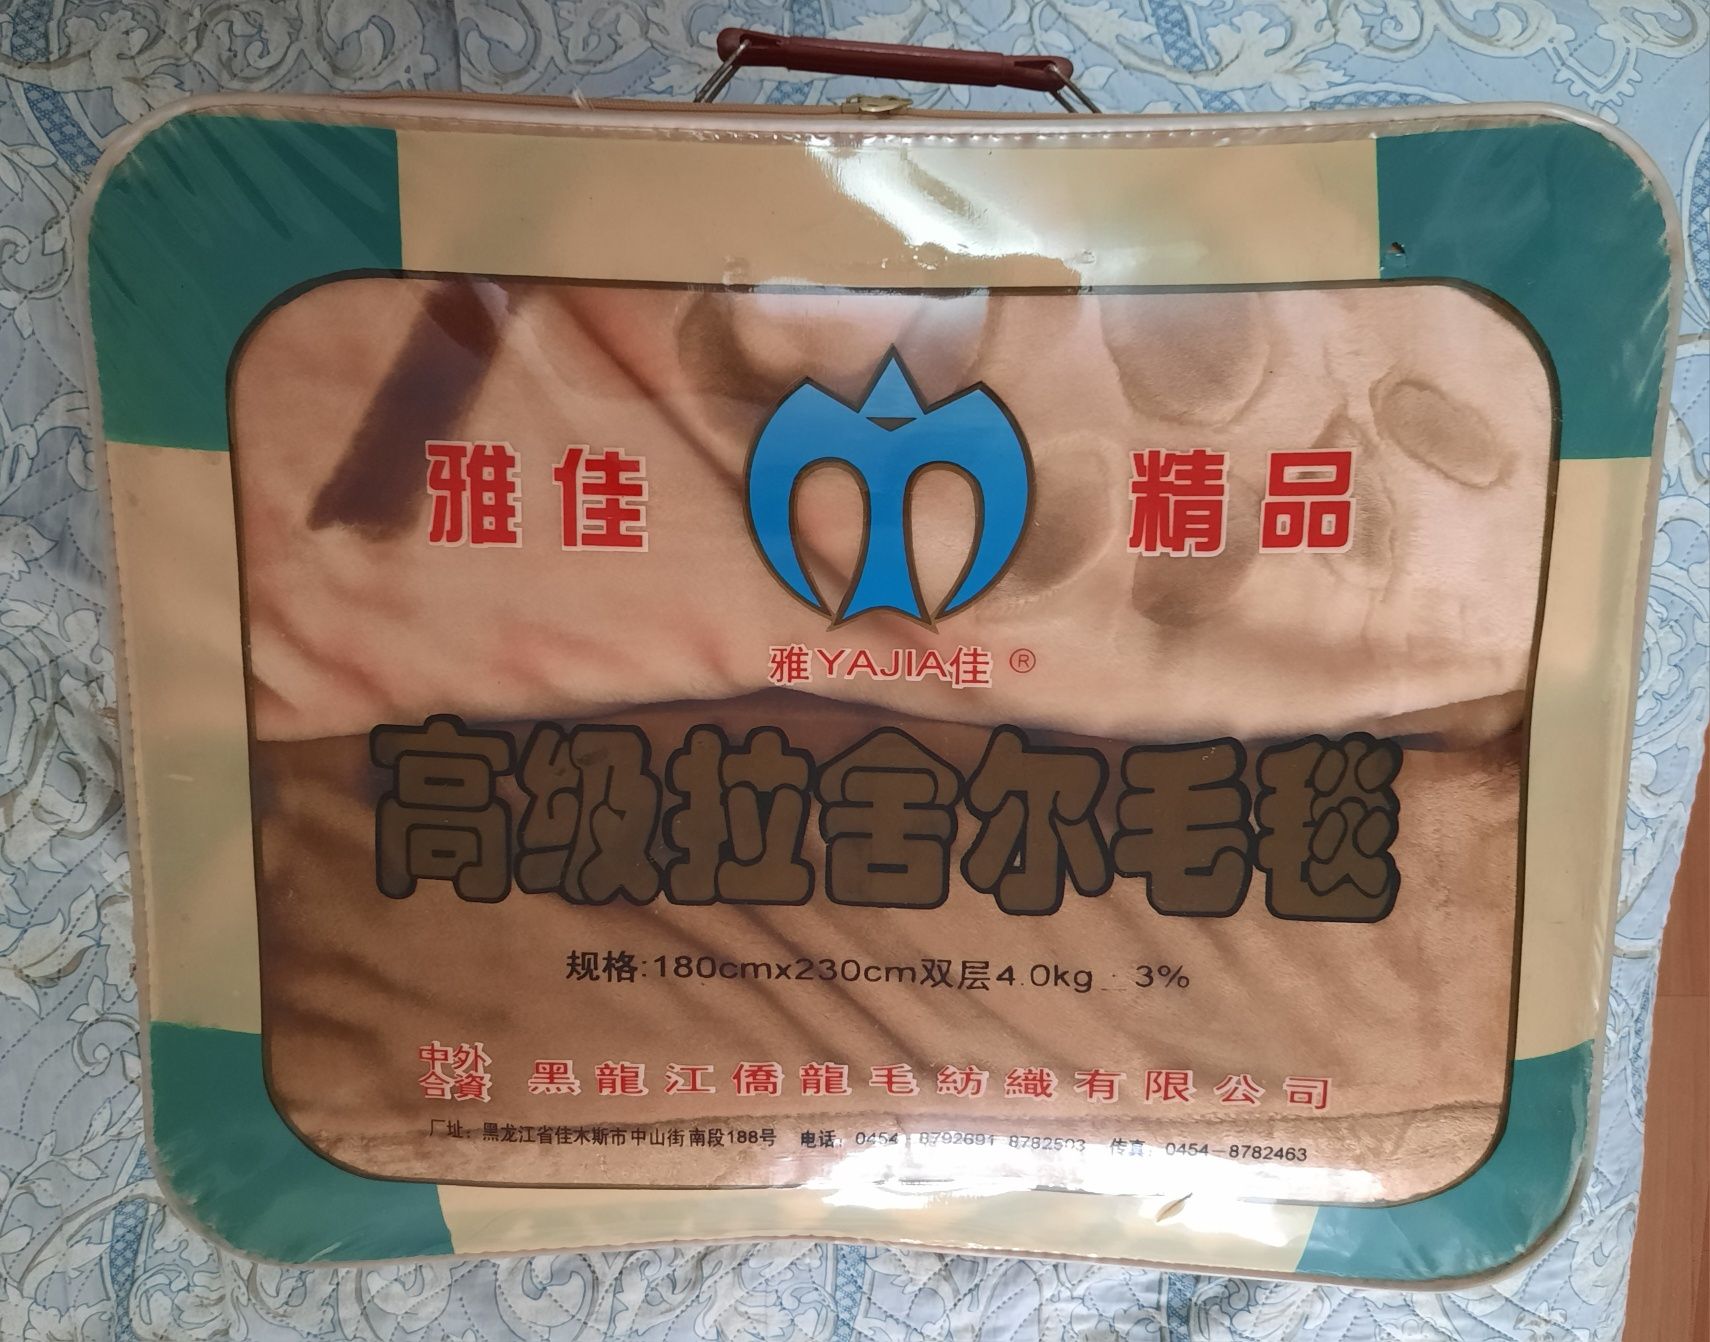 雅佳 精品
雅YAJIA佳®
高级拉舍尔毛毯
规格:180cmx230cm双层4.0kg 3%
中外合資 黑龍江僑龍毛紡織有限公司
厂址：黑龙江省佳木斯市中山街南段188号 电话：0454-8792691 8782503 传真：0454-8782463